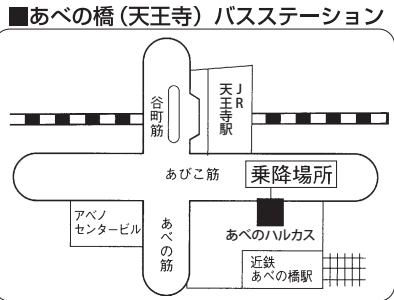 ■あべの橋(天王寺)バスステーション
谷町筋
JR
天王寺駅
あびこ筋
乗降場所
アベノ
センタービル
あべの筋
あべのハルカス
近鉄
あべの橋駅